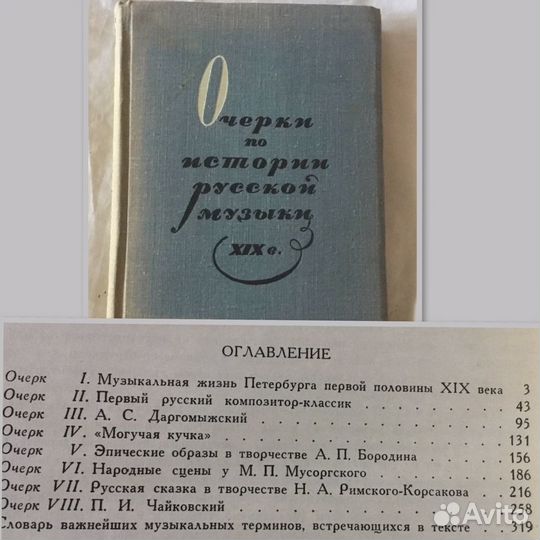 Очерки
по
истории
русской
музыки
XIX в.
ОГЛАВЛЕНИЕ
Очерк I. Музыкальная жизнь Петербурга первой половины XIX века 3
Очерк II. Первый русский композитор-классик . . . . . . 43
Очерк III. А. С. Даргомыжский . . . . . . . . . . 95
Очерк IV. «Могучая кучка» . . . . . . . . . . . 131
Очерк V. Эпические образы в творчестве А. П. Бородина . . 156
Очерк VI. Народные сцены у М. П. Мусоргского . . . . . 186
Очерк VII. Русская сказка в творчестве Н. А. Римского-Корсакова . 216
Очерк VIII. П. И. Чайковский . . . . . . . . . . 258
Словарь важнейших музыкальных терминов, встречающихся в тексте . 319
Avito